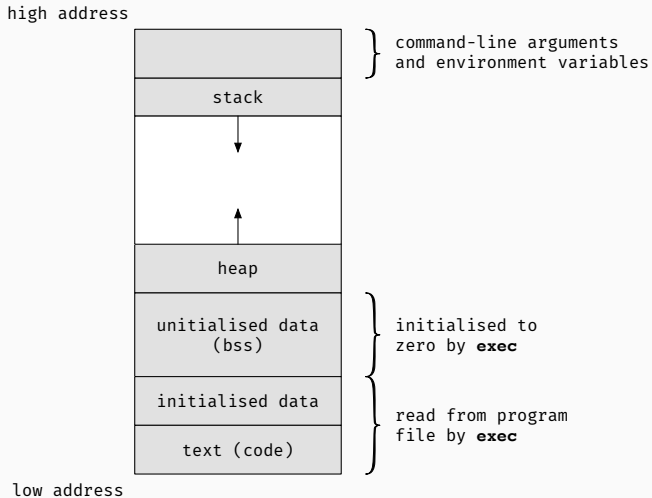 high address
command-line arguments
and environment variables
stack
heap
unitialised data
(bss)
initialised to
zero by exec
initialised data
read from program
file by exec
text (code)
low address